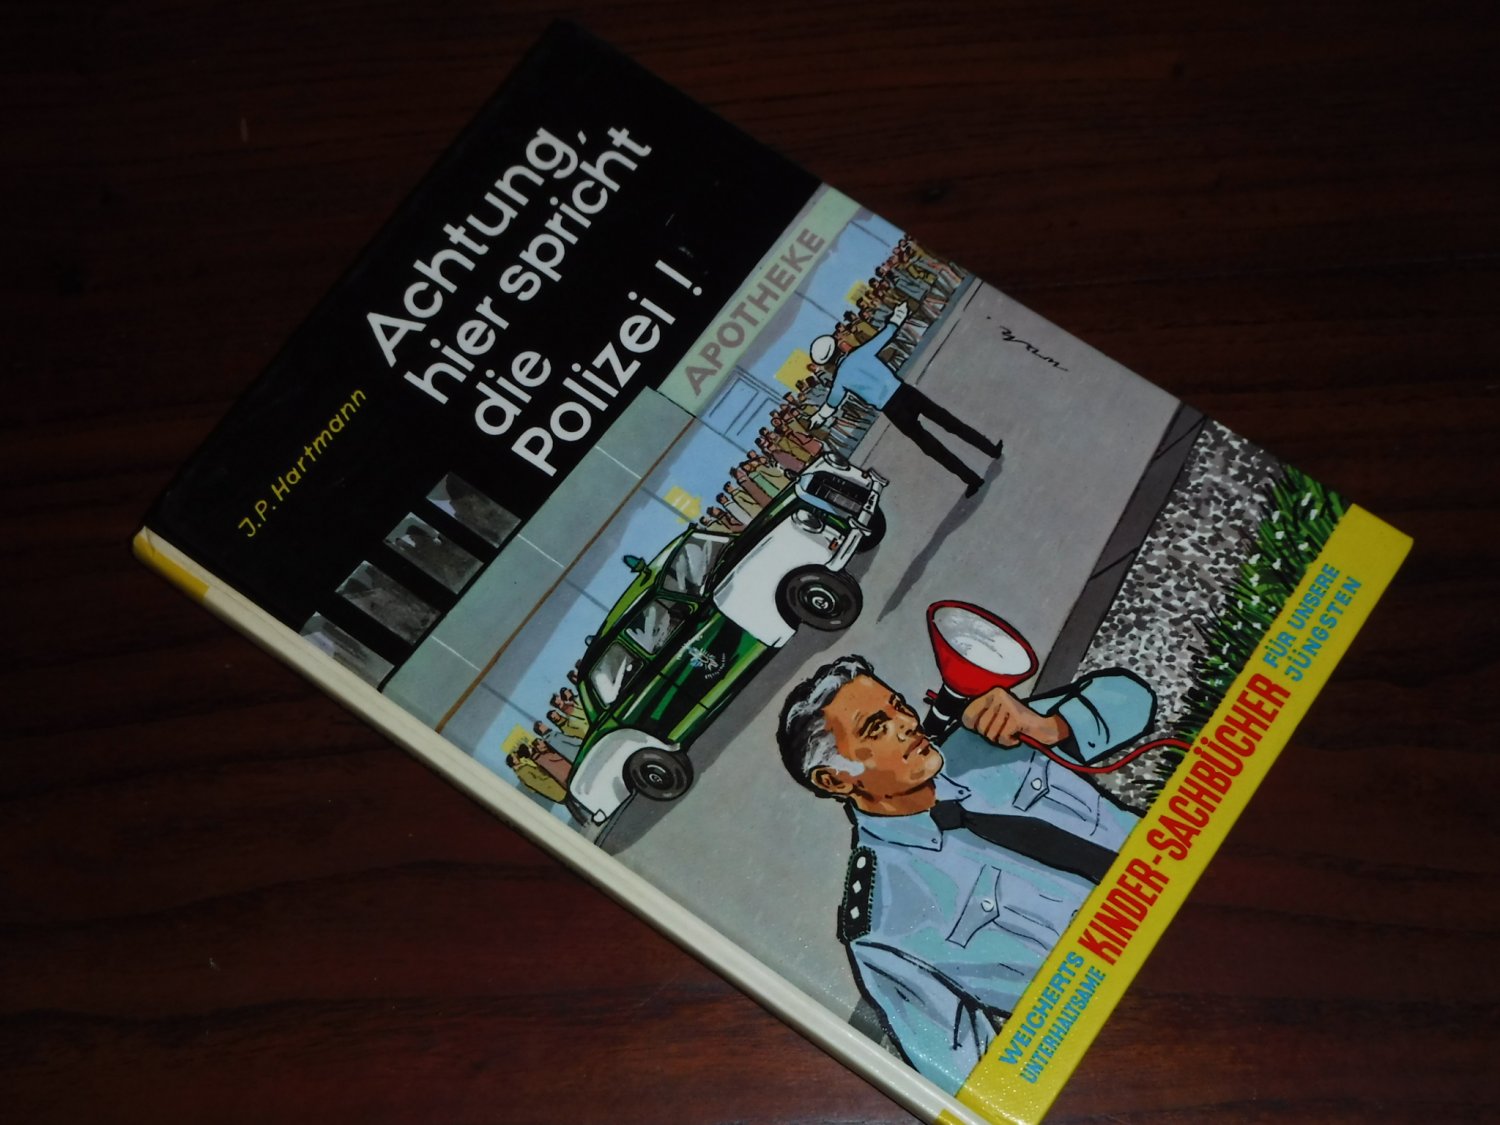 J.P. Hartmann
Achtung,
hier spricht
die
Polizei !
APOTHEKE
WEICHERTS
UNTERHALTSAME
KINDER-SACHBÜCHER
FÜR UNSERE
JÜNGSTEN